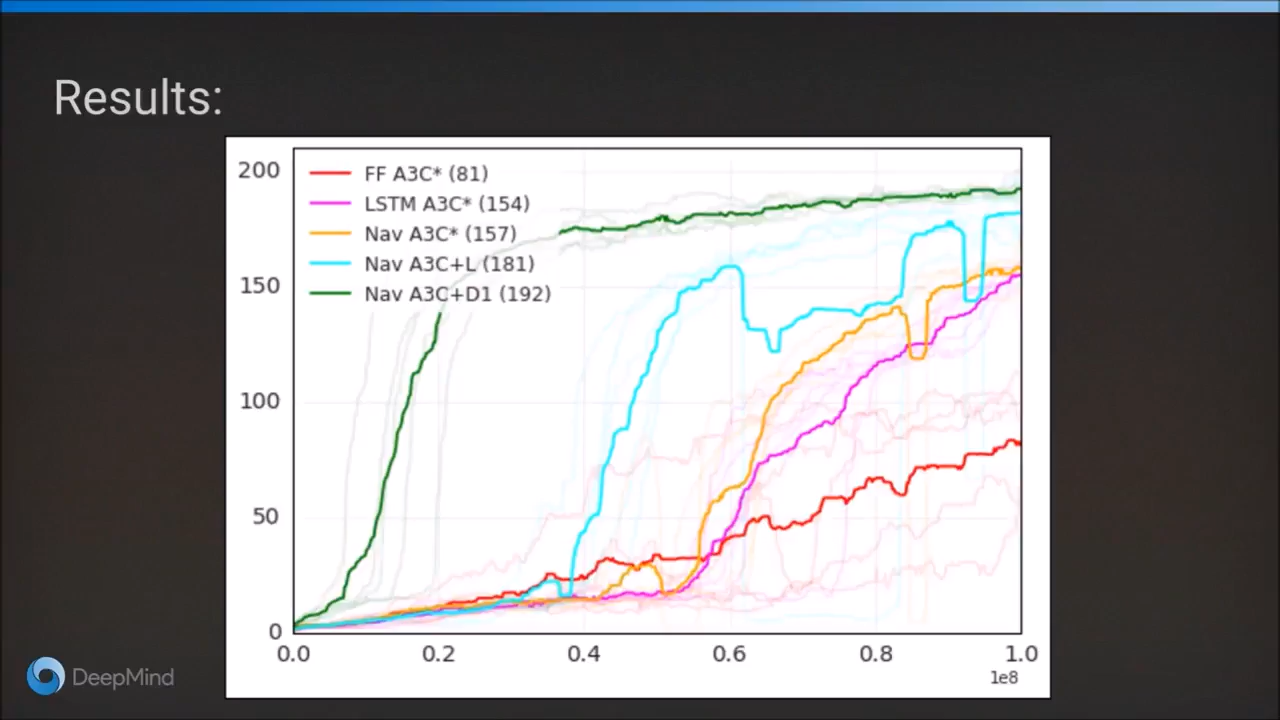 Results:
200
150
100
50
0
FF A3C* (81)
LSTM A3C* (154)
Nav A3C* (157)
Nav A3C+L (181)
Nav A3C+D1 (192)
0.0 0.2 0.4 0.6 0.8 1.0
1e8
DeepMind